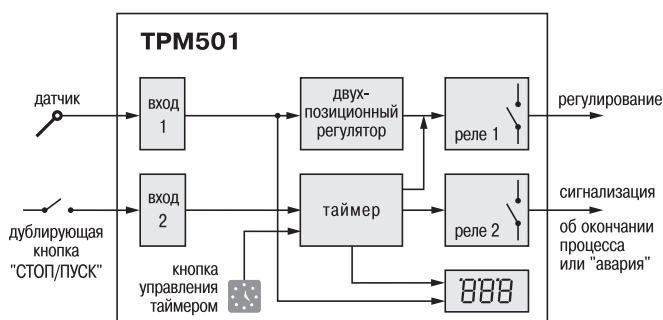 ТРМ501
датчик
вход
1
двух-
позиционный
регулятор
реле 1
регулирование
дублирующая
кнопка
"СТОП/ПУСК"
вход
2
таймер
реле 2
сигнализация
об окончании
процесса
или "авария"
кнопка
управления
таймером
888